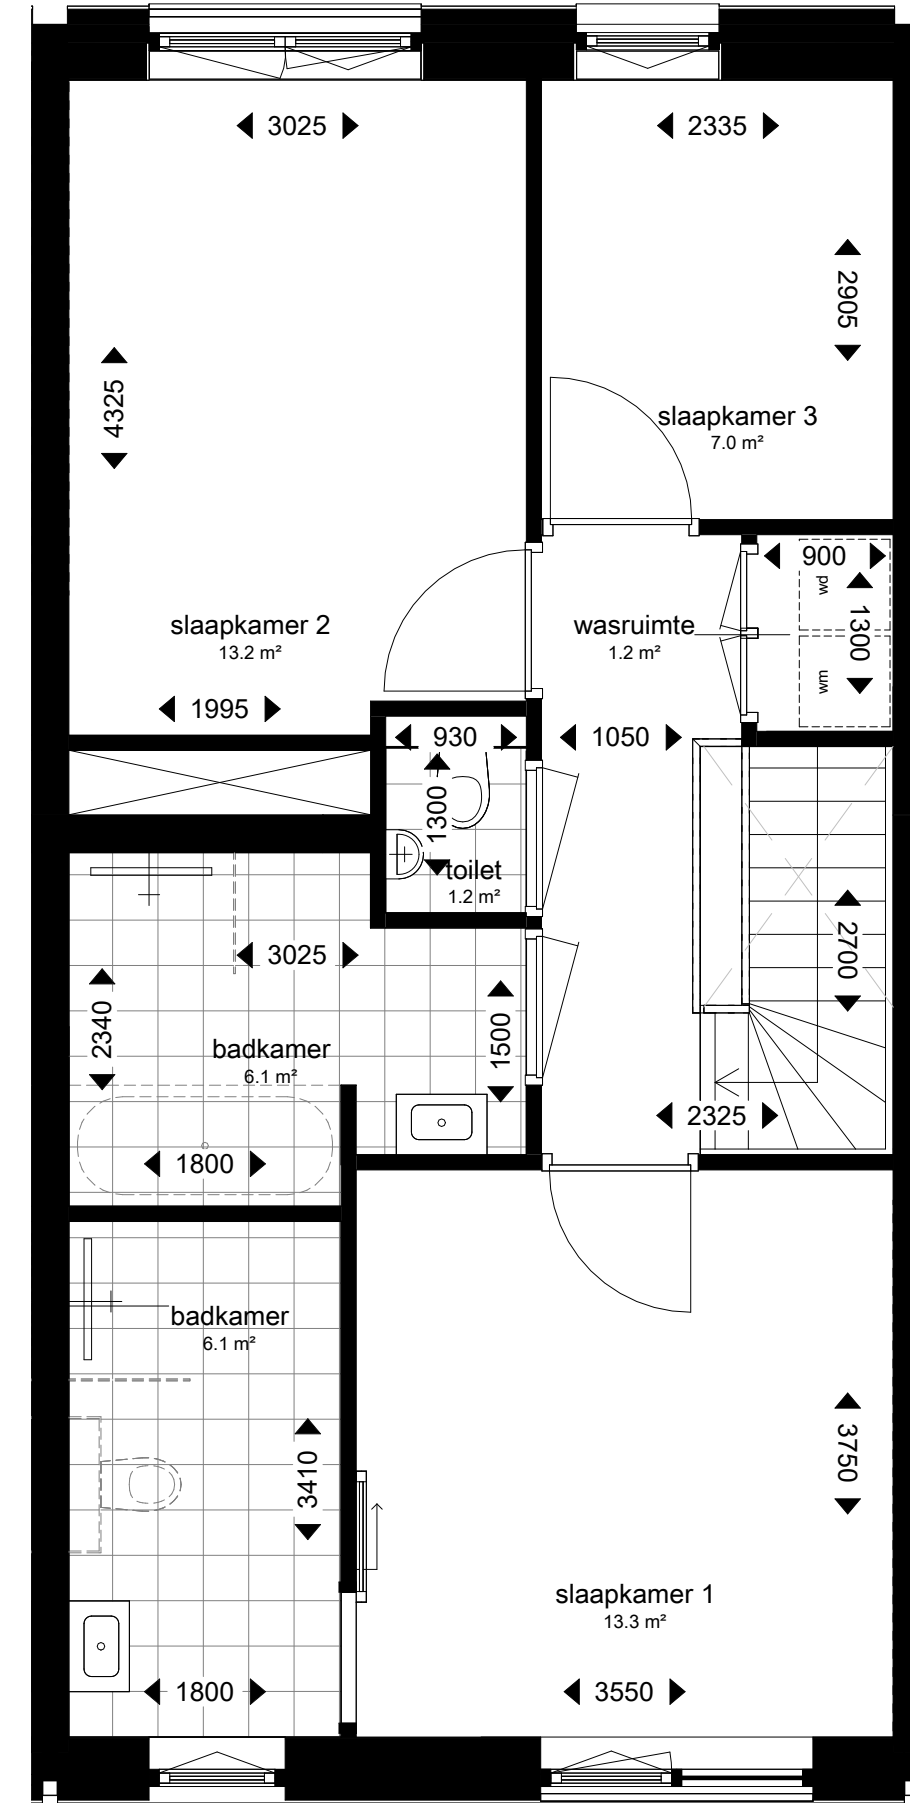 3025
2335
2905
4325
slaapkamer 3
7.0 m²
900
wd
1300
slaapkamer 2
13.2 m²
wasruimte
1.2 m²
wm
1995
930
1050
1300
toilet
1.2 m²
2700
3025
2340
1500
badkamer
6.1 m²
2325
1800
badkamer
6.1 m²
3750
3410
slaapkamer 1
13.3 m²
1800
3550